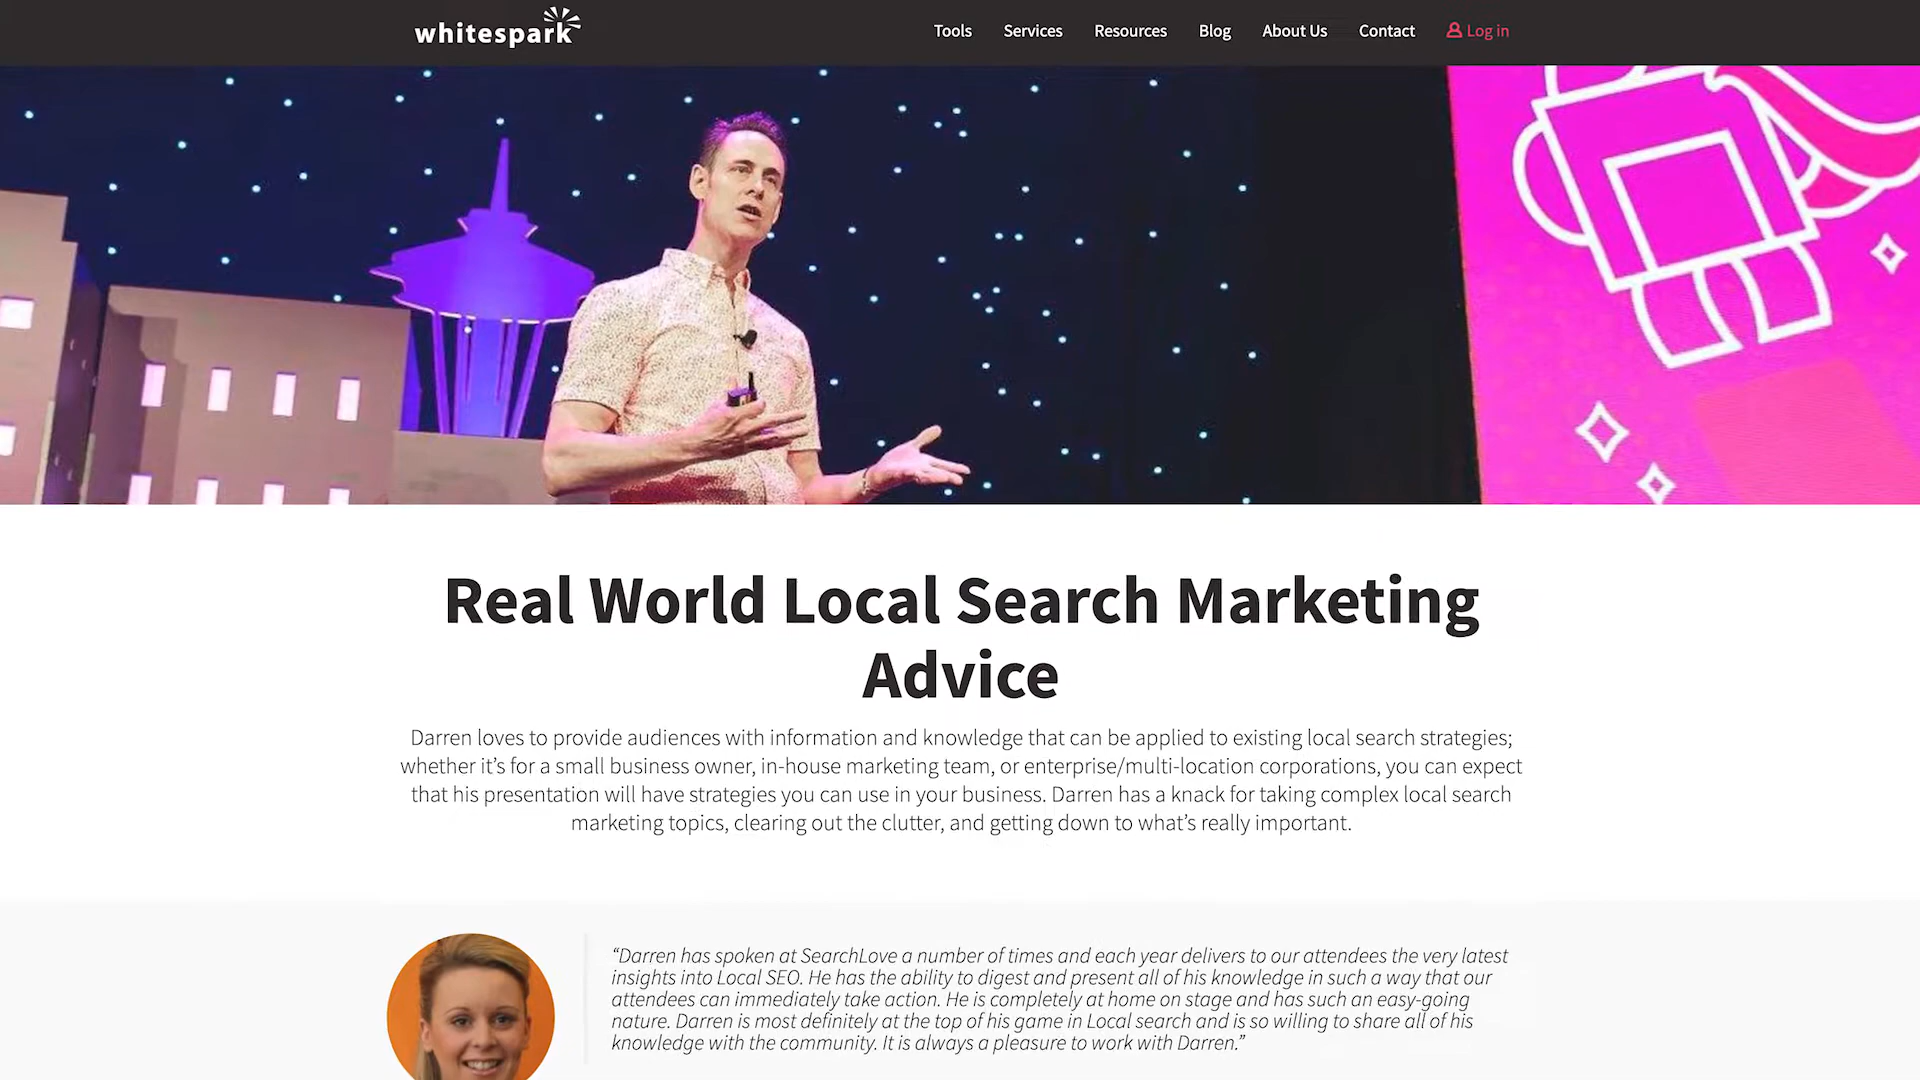 whitespark
Tools Services Resources Blog About Us Contact Log in
Real World Local Search Marketing
Advice
Darren loves to provide audiences with information and knowledge that can be applied to existing local search strategies;
whether it’s for a small business owner, in-house marketing team, or enterprise/multi-location corporations, you can expect
that his presentation will have strategies you can use in your business. Darren has a knack for taking complex local search
marketing topics, clearing out the clutter, and getting down to what’s really important.
“Darren has spoken at SearchLove a number of times and each year delivers to our attendees the very latest
insights into Local SEO. He has the ability to digest and present all of his knowledge in such a way that our
attendees can immediately take action. He is completely at home on stage and has such an easy-going
nature. Darren is most definitely at the top of his game in Local search and is so willing to share all of his
knowledge with the community. It is always a pleasure to work with Darren.”